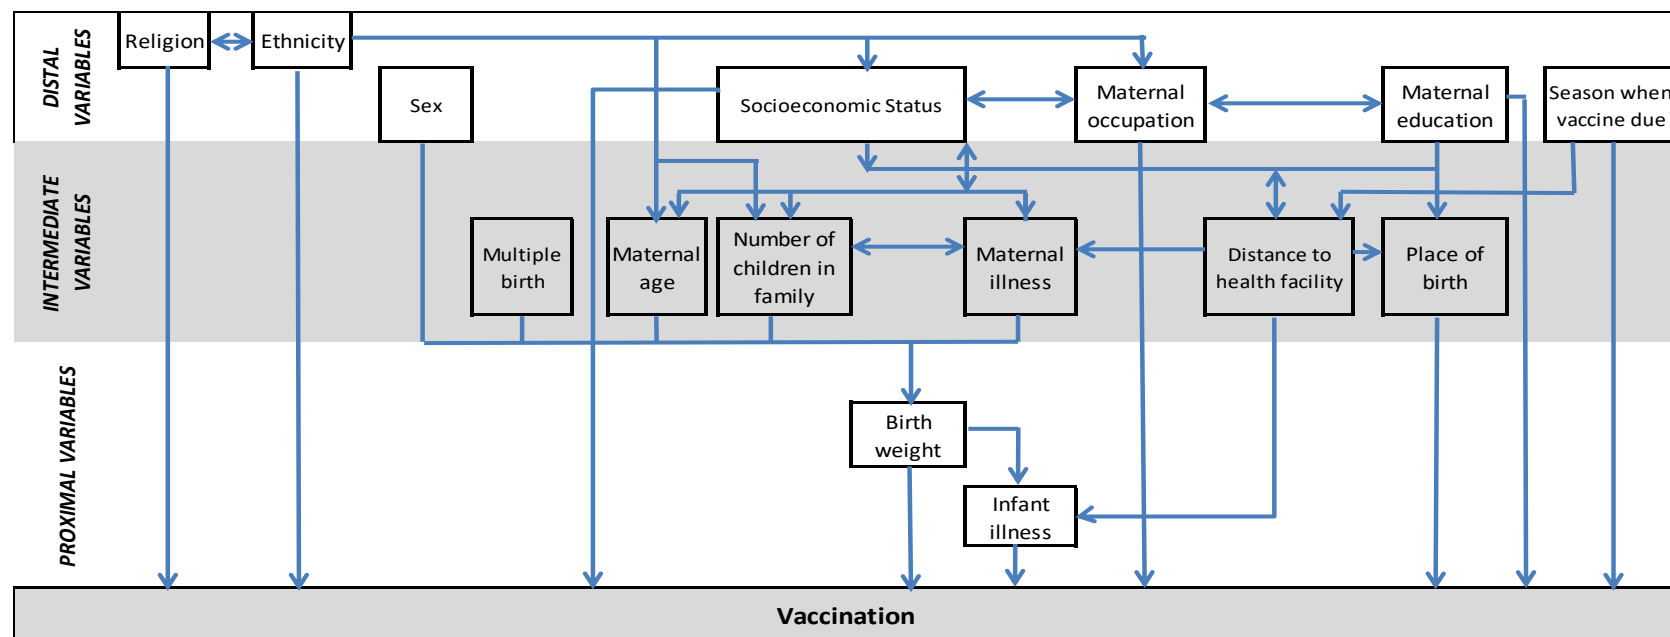 DISTAL
VARIABLES
Religion
Ethnicity
Sex
Socioeconomic Status
Maternal
occupation
Maternal
education
Season when
vaccine due
INTERMEDIATE
VARIABLES
Multiple
birth
Maternal
age
Number of
children in
family
Maternal
illness
Distance to
health facility
Place of
birth
PROXIMAL VARIABLES
Birth
weight
Infant
illness
Vaccination